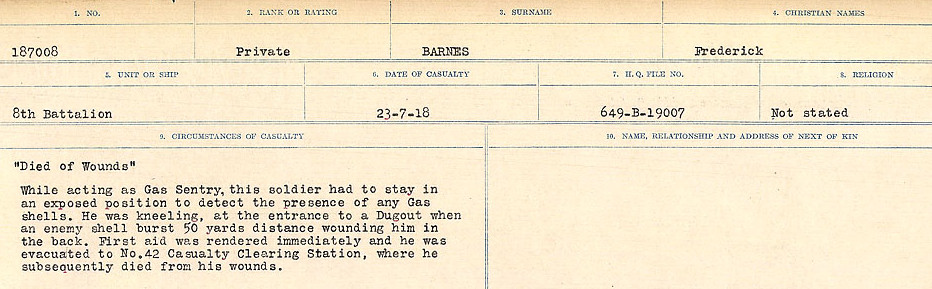 1. NO. 2. RANK OR RATING 3. SURNAME 4. CHRISTIAN NAMES
187008 Private BARNES Frederick
5. UNIT OR SHIP 6. DATE OF CASUALTY 7. H.Q. FILE NO. 8. RELIGION
8th Battalion 23-7-18 649-B-19007 Not stated
9. CIRCUMSTANCES OF CASUALTY 10. NAME, RELATIONSHIP AND ADDRESS OF NEXT OF KIN
"Died of Wounds"
While acting as Gas Sentry, this soldier had to stay in
an exposed position to detect the presence of any Gas
shells. He was kneeling, at the entrance to a Dugout when
an enemy shell burst 50 yards distance wounding him in
the back. First aid was rendered immediately and he was
evacuated to No.42 Casualty Clearing Station, where he
subsequently died from his wounds.